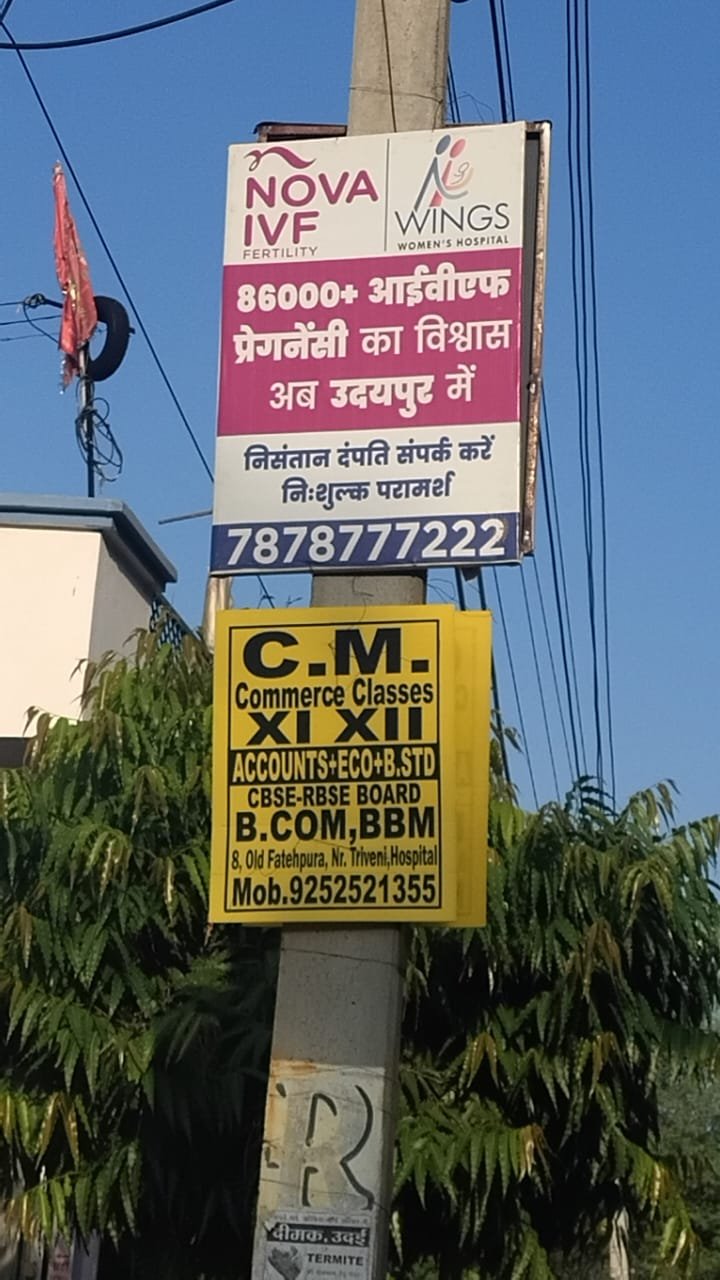 NOVA
IVF
FERTILITY
WINGS
WOMEN'S HOSPITAL
86000+ आईवीएफ
प्रेगनेंसी का विश्वास
अब उदयपुर में
निसंतान दंपति संपर्क करें
निःशुल्क परामर्श
7878777222
C.M.
Commerce Classes
XI XII
ACCOUNTS+ECO+B.STD
CBSE-RBSE BOARD
B.COM,BBM
8, Old Fatehpura, Nr. Triveni,Hospital
Mob.9252521355
R
दीमक, उदई
TERMITE